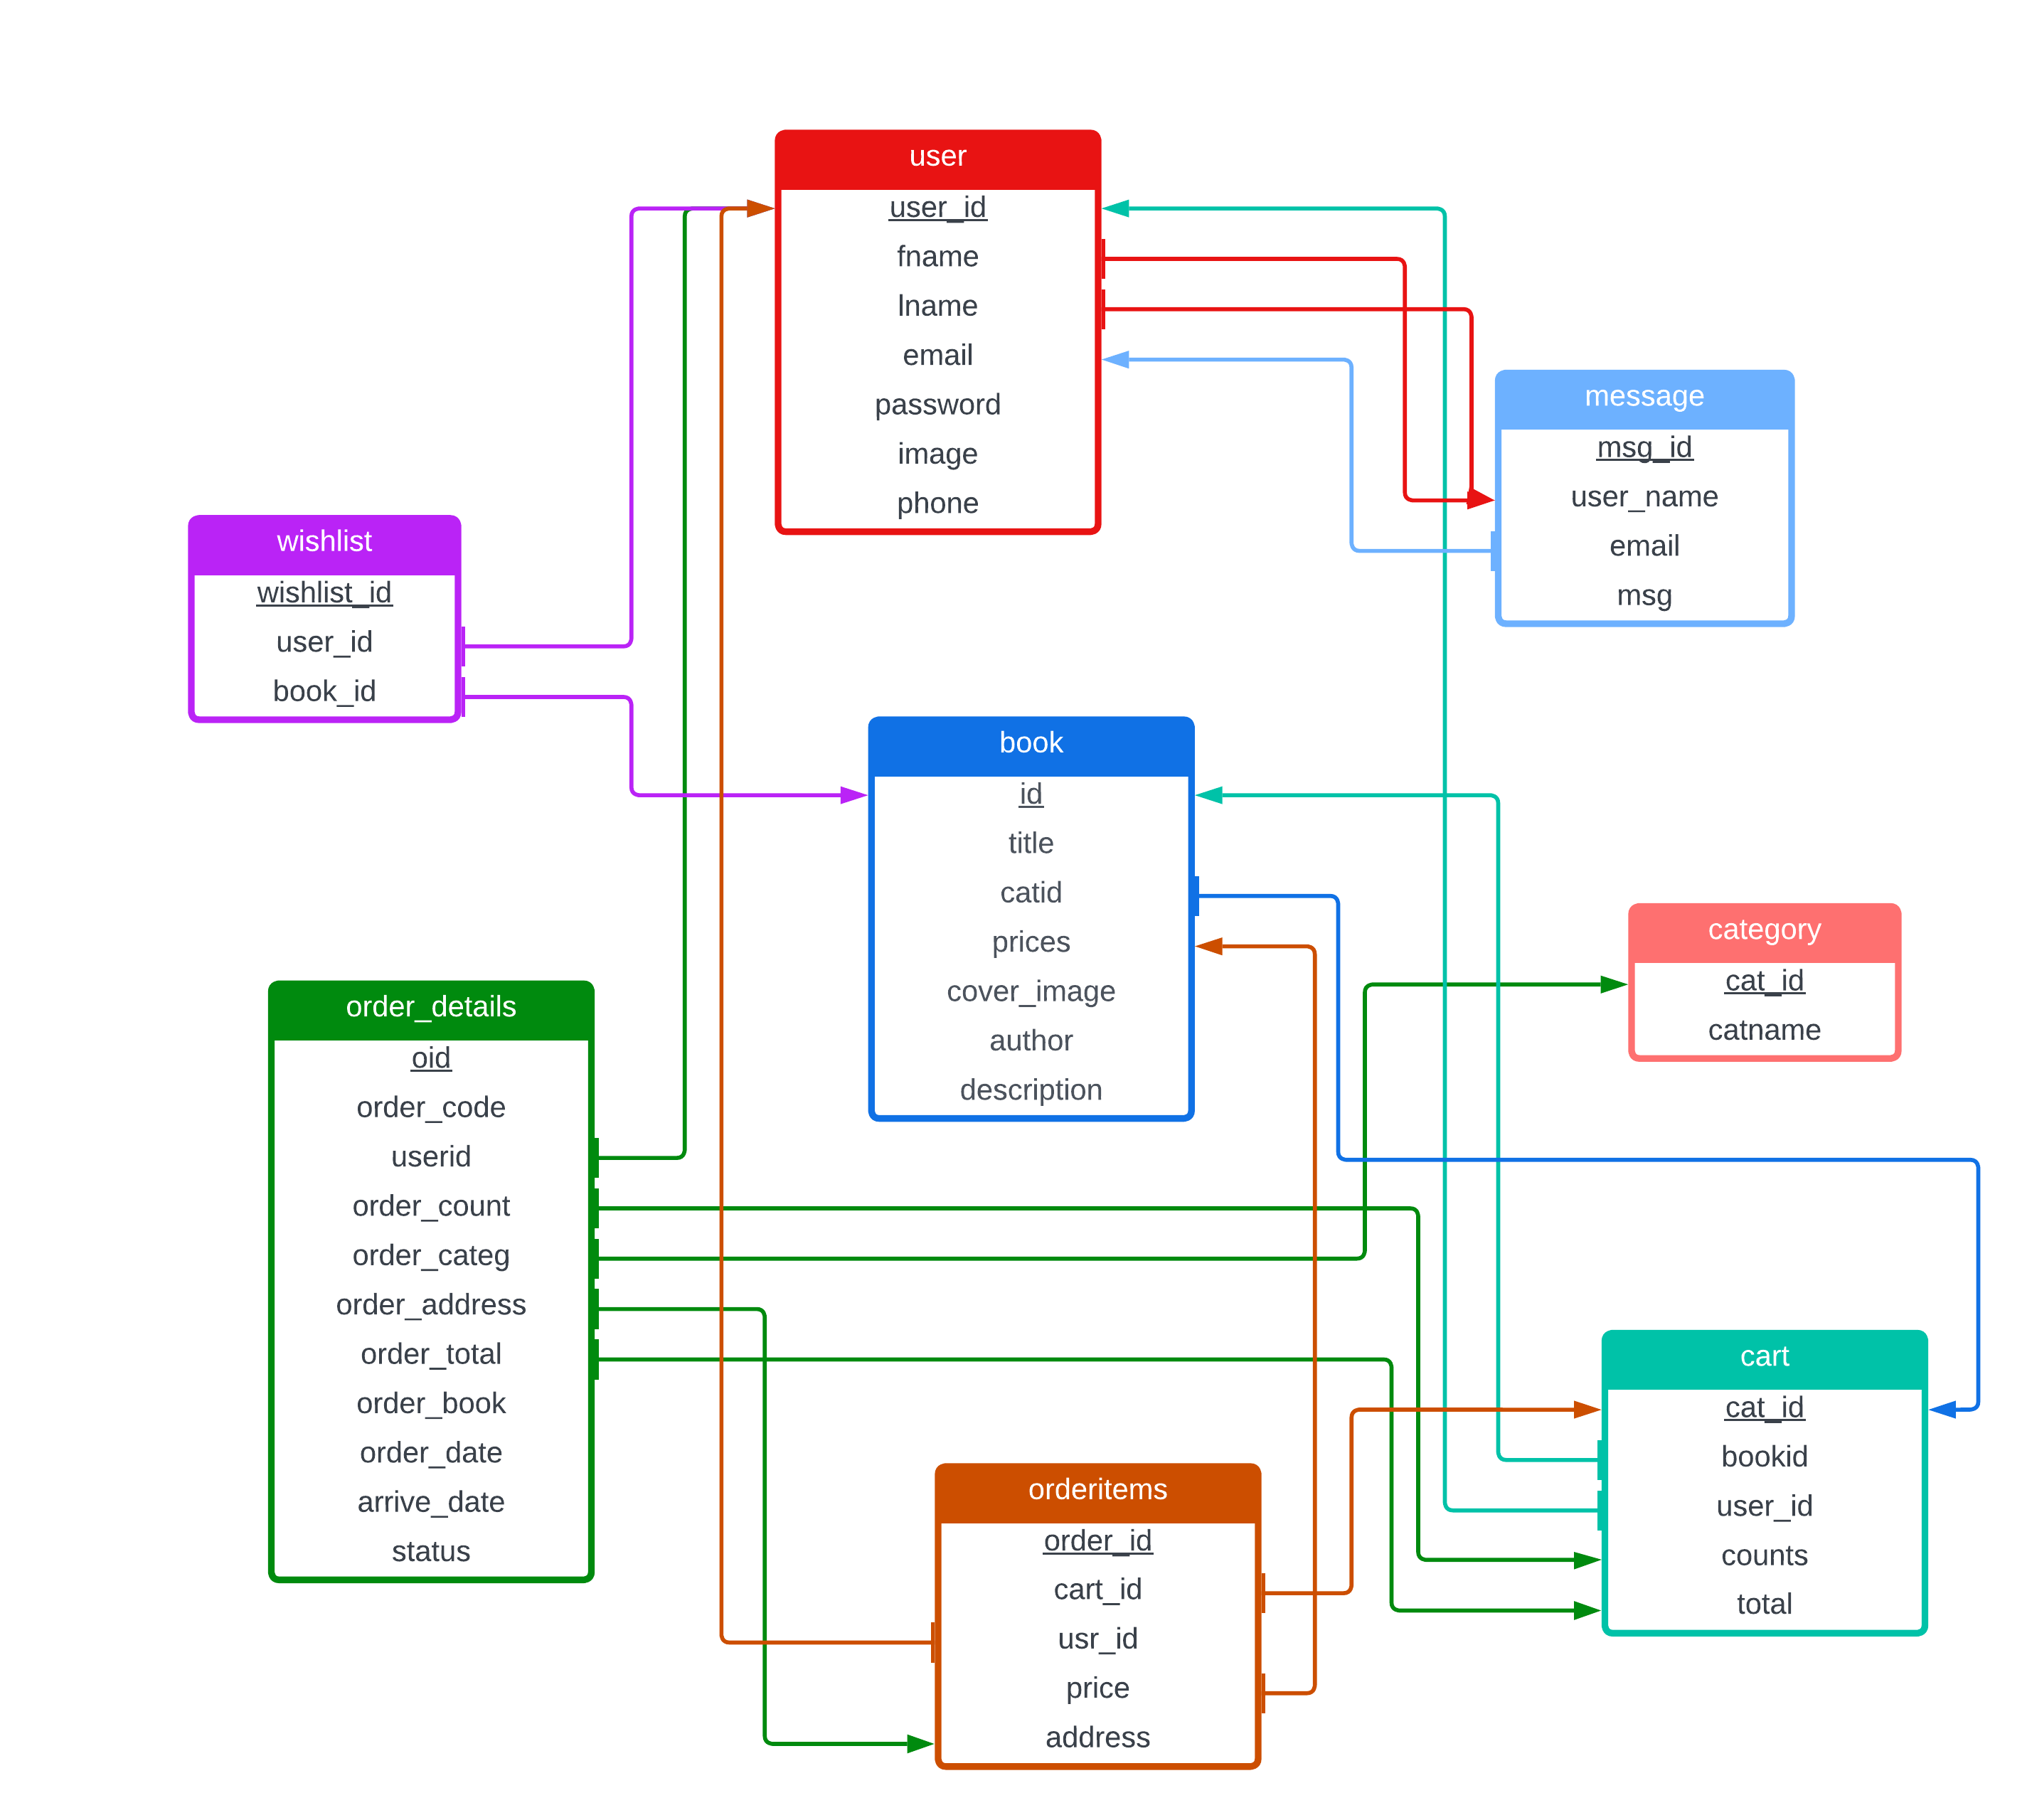 user
user_id
fname
lname
email
password
image
phone
message
msg_id
user_name
email
msg
wishlist
wishlist_id
user_id
book_id
book
id
title
catid
prices
cover_image
author
description
category
cat_id
catname
order_details
oid
order_code
userid
order_count
order_categ
order_address
order_total
order_book
order_date
arrive_date
status
cart
cat_id
bookid
user_id
counts
total
orderitems
order_id
cart_id
usr_id
price
address